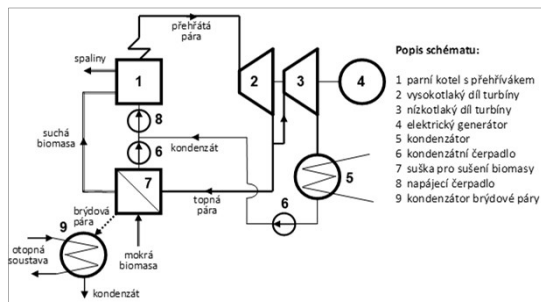 přehřátá
pára
spaliny
1
2
3
4
8
suchá
biomasa
6
kondenzát
7
topná
pára
5
6
brýdová
pára
9
otopná
soustava
mokrá
biomasa
kondenzát
Popis schématu:
1 parní kotel s přehřívákem
2 vysokotlaký díl turbíny
3 nízkotlaký díl turbíny
4 elektrický generátor
5 kondenzátor
6 kondenzátní čerpadlo
7 suška pro sušení biomasy
8 napájecí čerpadlo
9 kondenzátor brýdové páry